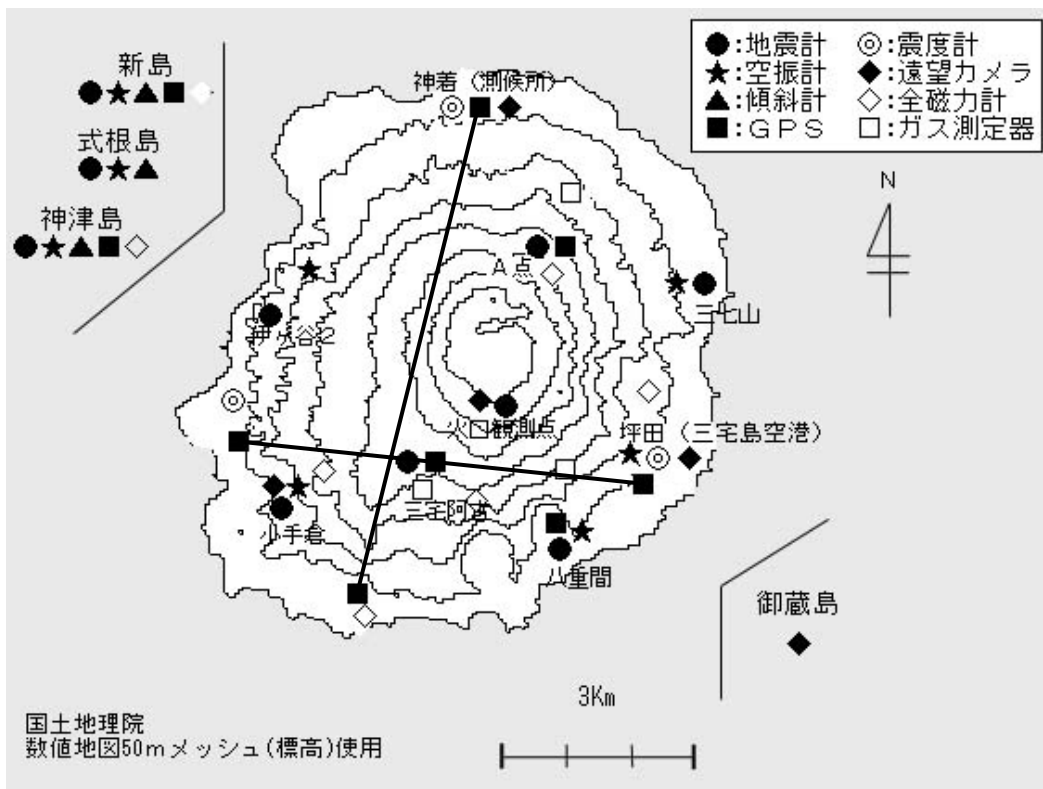 新島
式根島
神津島
神着（測候所）
●:地震計 ◎:震度計
★:空振計 ◆:遠望カメラ
▲:傾斜計 ◇:全磁力計
■:ＧＰＳ □:ガス測定器
N
Ａ点
三七山
伊ヶ谷２
火口観測点
坪田（三宅島空港）
三宅阿古
小手倉
八重間
御蔵島
3Km
国土地理院
数値地図50ｍメッシュ(標高)使用